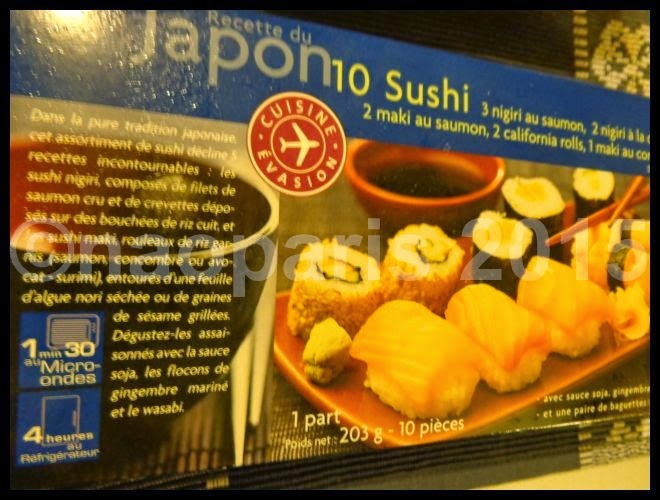 Recette du
Japon
10 Sushi
3 nigiri au saumon, 2 nigiri à la
2 maki au saumon, 2 california rolls, 1 maki au
CUISINE
ÉVASION
Dans la pure tradition japonaise,
cet assortiment de sushi décline 5
recettes incontournables : les
sushi nigiri, composés de filets de
saumon cru et de crevettes dépo-
sés sur des bouchées de riz cuit, et
les sushi maki, rouleaux de riz gar-
nis (saumon, concombre ou avo-
cat - surimi), entourés d'une feuille
d'algue nori séchée ou de graines
de sésame grillées.
Dégustez-les assai-
sonnés avec la sauce
soja, les flocons de
gingembre mariné
et le wasabi.
1 min 30
au Micro-
ondes
4 heures
au
Réfrigérateur
1 part
Poids net : 203 g - 10 pièces
- avec sauce soja, gingembre
- et une paire de baguettes
2015